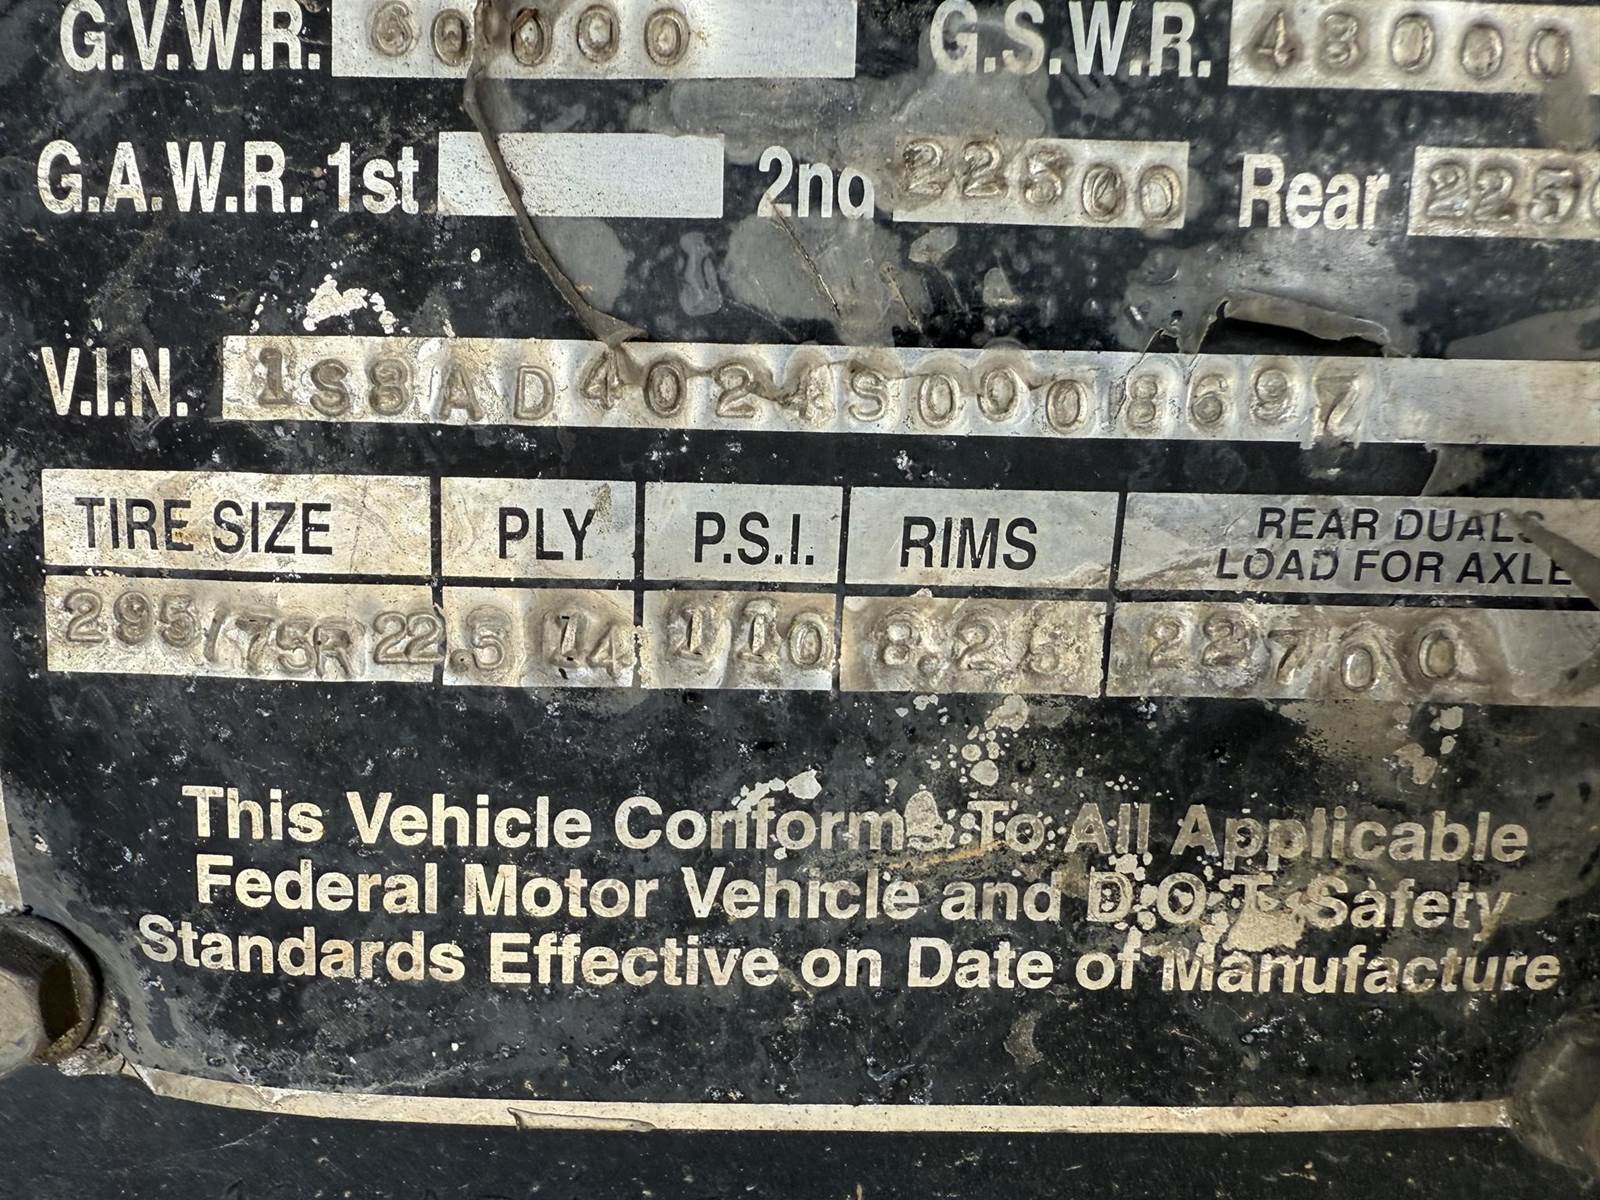 G.V.W.R. 60000 G.S.W.R. 48000
G.A.W.R. 1st 2nd 22500 Rear 2250
V.I.N. 1S8AD4024S0008697
TIRE SIZE PLY P.S.I. RIMS REAR DUALS
LOAD FOR AXLE
295/75R22.5 14 110 8.25 22700
This Vehicle Conforms To All Applicable
Federal Motor Vehicle and D.O.T. Safety
Standards Effective on Date of Manufacture